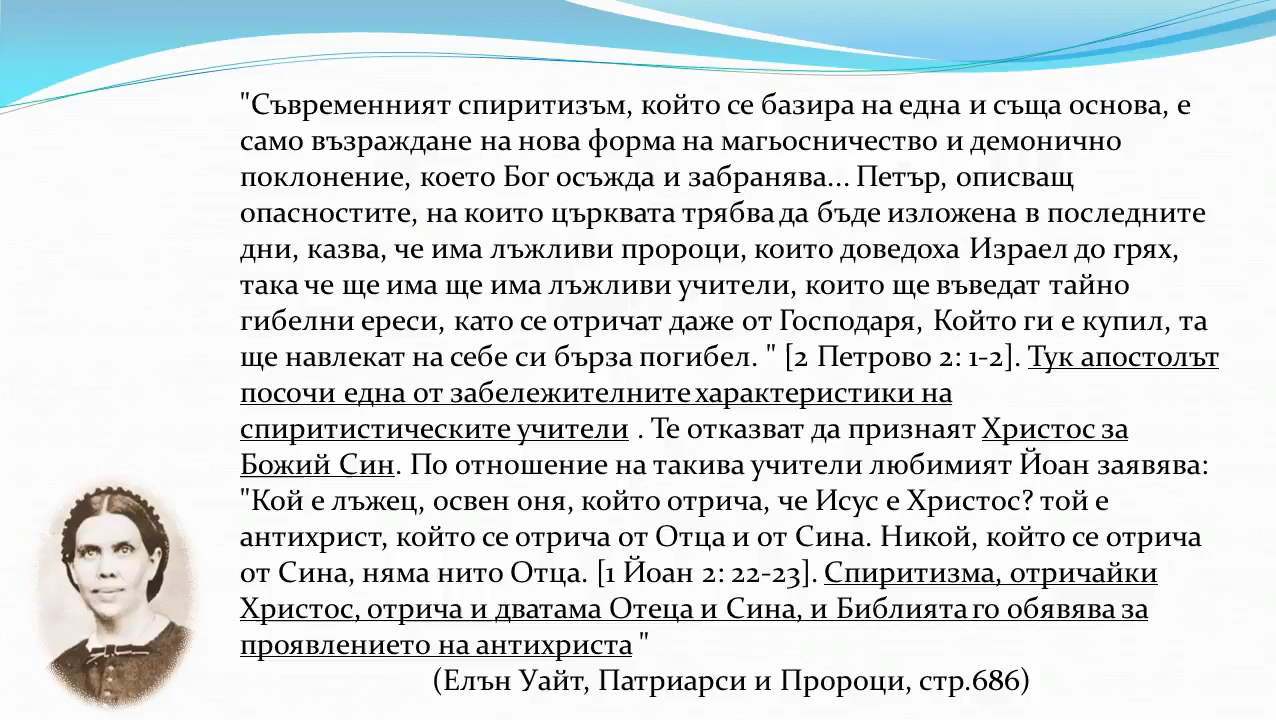 "Съвременният спиритизъм, който се базира на една и съща основа, е
само възраждане на нова форма на магьосничество и демонично
поклонение, което Бог осъжда и забранява... Петър, описващ
опасностите, на които църквата трябва да бъде изложена в последните
дни, казва, че има лъжливи пророци, които доведоха Израел до грях,
така че ще има ще има лъжливи учители, които ще въведат тайно
гибелни ереси, като се отричат даже от Господаря, Който ги е купил, та
ще навлекат на себе си бърза погибел. " [2 Петрово 2: 1-2]. Тук апостолът
посочи една от забележителните характеристики на
спиритистическите учители . Те отказват да признаят Христос за
Божий Син. По отношение на такива учители любимият Йоан заявява:
"Кой е лъжец, освен оня, който отрича, че Исус е Христос? той е
антихрист, който се отрича от Отца и от Сина. Никой, който се отрича
от Сина, няма нито Отца. [1 Йоан 2: 22-23]. Спиритизма, отричайки
Христос, отрича и дватама Отеца и Сина, и Библията го обявява за
проявлението на антихриста "
(Елън Уайт, Патриарси и Пророци, стр.686)